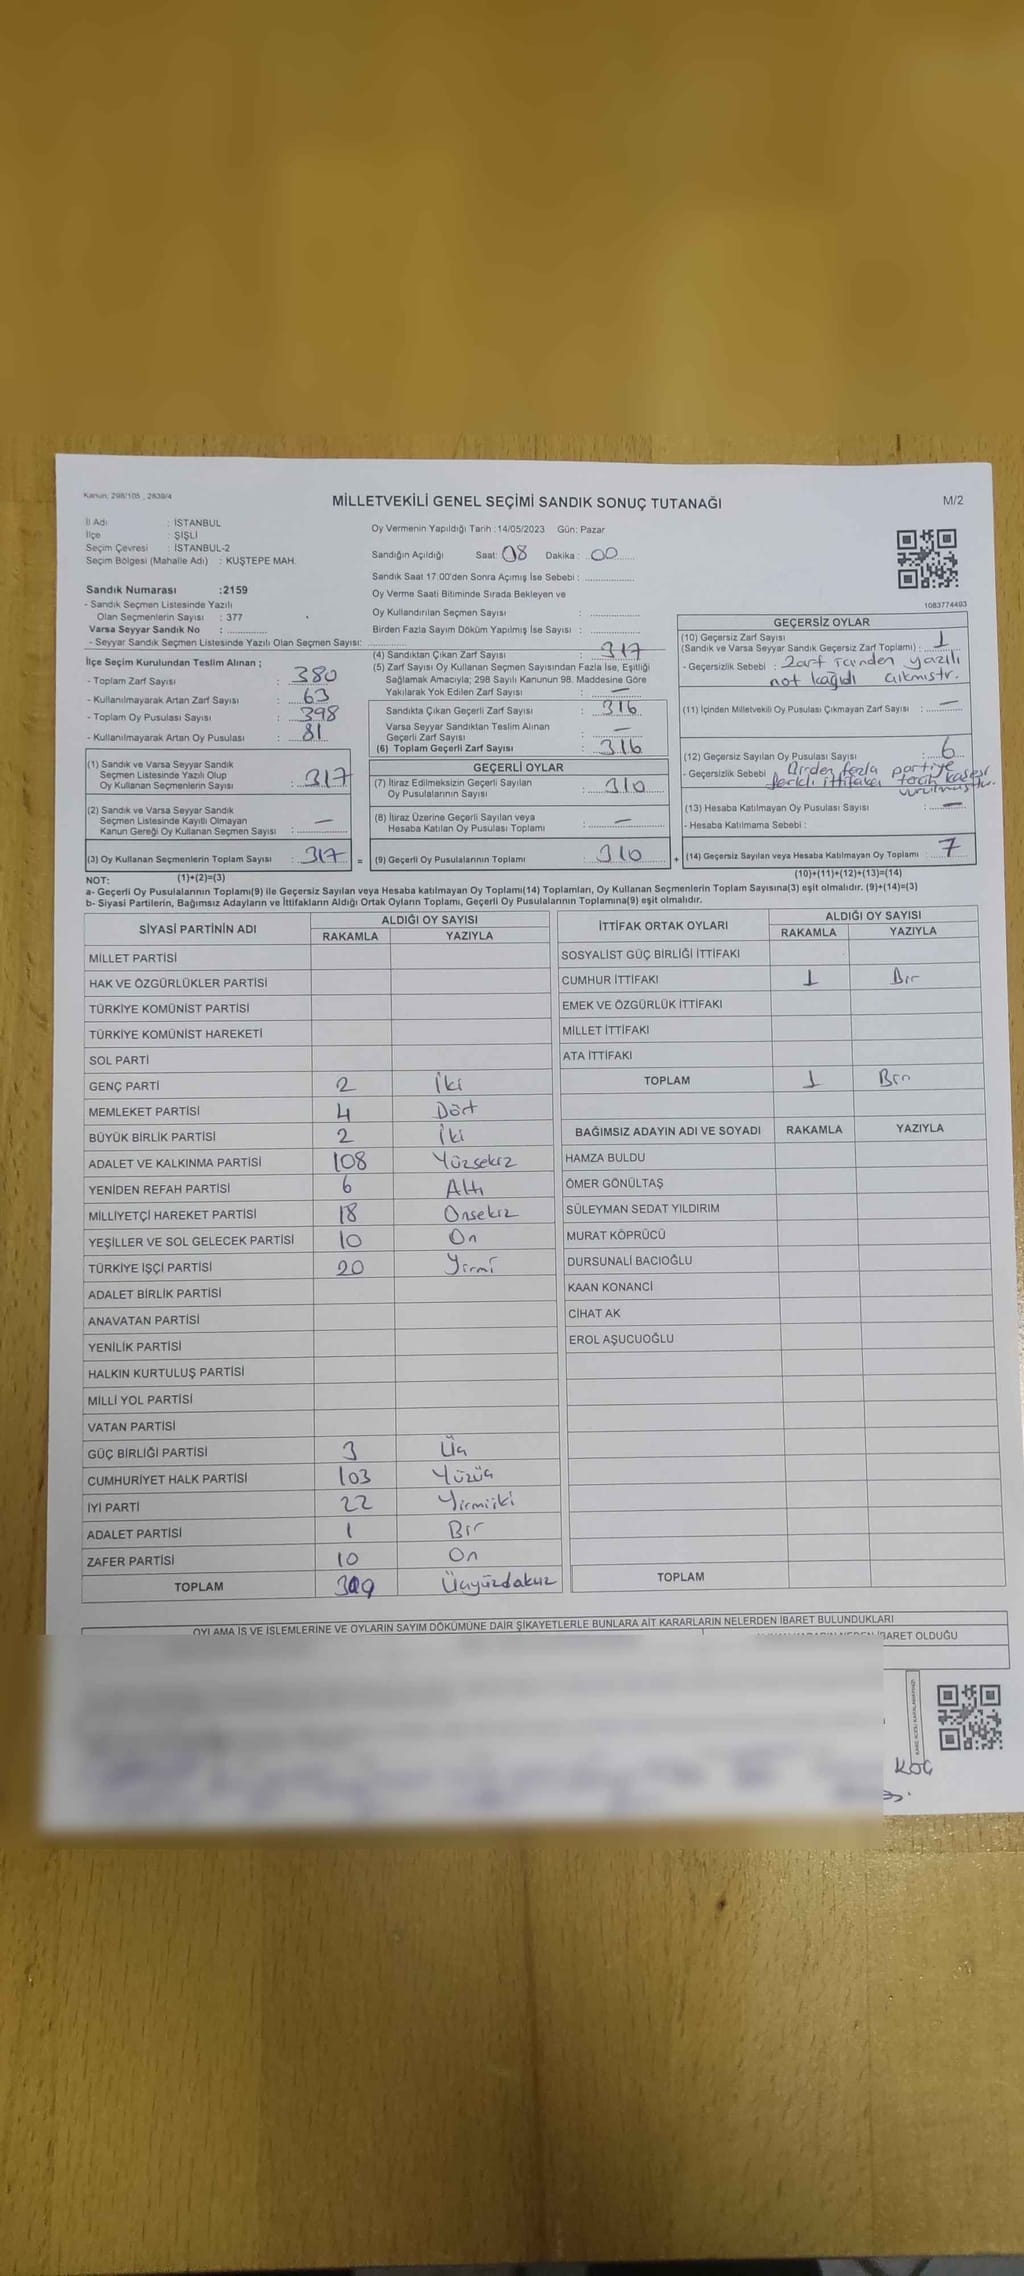 Kanun: 298/105 , 2839/4
MİLLETVEKİLİ GENEL SEÇİMİ SANDIK SONUÇ TUTANAĞI
M/2
İl Adı : İSTANBUL
İlçe : ŞİŞLİ
Seçim Çevresi : İSTANBUL-2
Seçim Bölgesi (Mahalle Adı) : KUŞTEPE MAH.
Oy Vermenin Yapıldığı Tarih :14/05/2023 Gün: Pazar
Sandığın Açıldığı Saat: 08 Dakika : 00
Sandık Saat 17:00'den Sonra Açımış İse Sebebi :
Oy Verme Saati Bitiminde Sırada Bekleyen ve
Oy Kullandırılan Seçmen Sayısı :
Birden Fazla Sayım Döküm Yapılmış İse Sayısı :
1083774403
Sandık Numarası :2159
- Sandık Seçmen Listesinde Yazılı
Olan Seçmenlerin Sayısı : 377
Varsa Seyyar Sandık No :
- Seyyar Sandık Seçmen Listesinde Yazılı Olan Seçmen Sayısı:
İlçe Seçim Kurulundan Teslim Alınan ;
- Toplam Zarf Sayısı : 380
- Kullanılmayarak Artan Zarf Sayısı : 63
- Toplam Oy Pusulası Sayısı : 398
- Kullanılmayarak Artan Oy Pusulası : 81
(1) Sandık ve Varsa Seyyar Sandık
Seçmen Listesinde Yazılı Olup
Oy Kullanan Seçmenlerin Sayısı : 317
(2) Sandık ve Varsa Seyyar Sandık
Seçmen Listesinde Kayıtlı Olmayan
Kanun Gereği Oy Kullanan Seçmen Sayısı : —
(3) Oy Kullanan Seçmenlerin Toplam Sayısı : 317 =
(4) Sandıktan Çıkan Zarf Sayısı : 317
(5) Zarf Sayısı Oy Kullanan Seçmen Sayısından Fazla İse, Eşitliği
Sağlamak Amacıyla; 298 Sayılı Kanunun 98. Maddesine Göre
Yakılarak Yok Edilen Zarf Sayısı : —
Sandıkta Çıkan Geçerli Zarf Sayısı : 316
Varsa Seyyar Sandıktan Teslim Alınan
Geçerli Zarf Sayısı : —
(6) Toplam Geçerli Zarf Sayısı : 316
GEÇERLİ OYLAR
(7) İtiraz Edilmeksizin Geçerli Sayılan
Oy Pusulalarının Sayısı : 310
(8) İtiraz Üzerine Geçerli Sayılan veya
Hesaba Katılan Oy Pusulası Toplamı : —
(9) Geçerli Oy Pusulalarının Toplamı : 310 +
GEÇERSİZ OYLAR
(10) Geçersiz Zarf Sayısı
(Sandık ve Varsa Seyyar Sandık Geçersiz Zarf Toplamı) : 1
- Geçersizlik Sebebi : Zarf içinden yazılı
not kağıdı çıkmıştır.
(11) İçinden Milletvekili Oy Pusulası Çıkmayan Zarf Sayısı : —
(12) Geçersiz Sayılan Oy Pusulası Sayısı : 6
- Geçersizlik Sebebi : Birden fazla partiye
farklı ittifaka tercih kaşesi
vurulmuştur.
(13) Hesaba Katılmayan Oy Pusulası Sayısı : —
- Hesaba Katılmama Sebebi :
(14) Geçersiz Sayılan veya Hesaba Katılmayan Oy Toplamı : 7
NOT: (1)+(2)=(3)
(10)+(11)+(12)+(13)=(14)
a- Geçerli Oy Pusulalarının Toplamı(9) ile Geçersiz Sayılan veya Hesaba katılmayan Oy Toplamı(14) Toplamları, Oy Kullanan Seçmenlerin Toplam Sayısına(3) eşit olmalıdır. (9)+(14)=(3)
b- Siyasi Partilerin, Bağımsız Adayların ve İttifakların Aldığı Ortak Oyların Toplamı, Geçerli Oy Pusulalarının Toplamına(9) eşit olmalıdır.
SİYASİ PARTİNİN ADI ALDIĞI OY SAYISI
RAKAMLA YAZIYLA
MİLLET PARTİSİ
HAK VE ÖZGÜRLÜKLER PARTİSİ
TÜRKİYE KOMÜNİST PARTİSİ
TÜRKİYE KOMÜNİST HAREKETİ
SOL PARTİ
GENÇ PARTİ 2 İki
MEMLEKET PARTİSİ 4 Dört
BÜYÜK BİRLİK PARTİSİ 2 İki
ADALET VE KALKINMA PARTİSİ 108 Yüzsekiz
YENİDEN REFAH PARTİSİ 6 Altı
MİLLİYETÇİ HAREKET PARTİSİ 18 Onsekiz
YEŞİLLER VE SOL GELECEK PARTİSİ 10 On
TÜRKİYE İŞÇİ PARTİSİ 20 Yirmi
ADALET BİRLİK PARTİSİ
ANAVATAN PARTİSİ
YENİLİK PARTİSİ
HALKIN KURTULUŞ PARTİSİ
MİLLİ YOL PARTİSİ
VATAN PARTİSİ
GÜÇ BİRLİĞİ PARTİSİ 3 Üç
CUMHURİYET HALK PARTİSİ 103 Yüzüç
İYİ PARTİ 22 Yirmiiki
ADALET PARTİSİ 1 Bir
ZAFER PARTİSİ 10 On
TOPLAM 309 Üçyüzdokuz
İTTİFAK ORTAK OYLARI ALDIĞI OY SAYISI
RAKAMLA YAZIYLA
SOSYALİST GÜÇ BİRLİĞİ İTTİFAKI
CUMHUR İTTİFAKI 1 Bir
EMEK VE ÖZGÜRLÜK İTTİFAKI
MİLLET İTTİFAKI
ATA İTTİFAKI
TOPLAM 1 Bir
BAĞIMSIZ ADAYIN ADI VE SOYADI RAKAMLA YAZIYLA
HAMZA BULDU
ÖMER GÖNÜLTAŞ
SÜLEYMAN SEDAT YILDIRIM
MURAT KÖPRÜCÜ
DURSUNALİ BACIOĞLU
KAAN KONANCİ
CİHAT AK
EROL AŞUCUOĞLU
TOPLAM
OYLAMA İŞ VE İŞLEMLERİNE VE OYLARIN SAYIM DÖKÜMÜNE DAİR ŞİKAYETLERLE BUNLARA AİT KARARLARIN NELERDEN İBARET BULUNDUKLARI
İBARET OLDUĞU
KOÇ